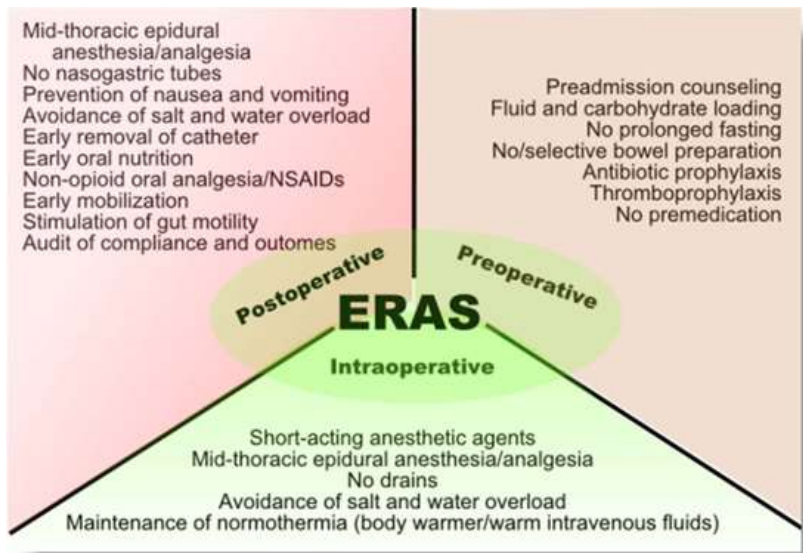 Mid-thoracic epidural
anesthesia/analgesia
No nasogastric tubes
Prevention of nausea and vomiting
Avoidance of salt and water overload
Early removal of catheter
Early oral nutrition
Non-opioid oral analgesia/NSAIDs
Early mobilization
Stimulation of gut motility
Audit of compliance and outcomes
Preadmission counseling
Fluid and carbohydrate loading
No prolonged fasting
No/selective bowel preparation
Antibiotic prophylaxis
Thromboprophylaxis
No premedication
Postoperative
Preoperative
ERAS
Intraoperative
Short-acting anesthetic agents
Mid-thoracic epidural anesthesia/analgesia
No drains
Avoidance of salt and water overload
Maintenance of normothermia (body warmer/warm intravenous fluids)